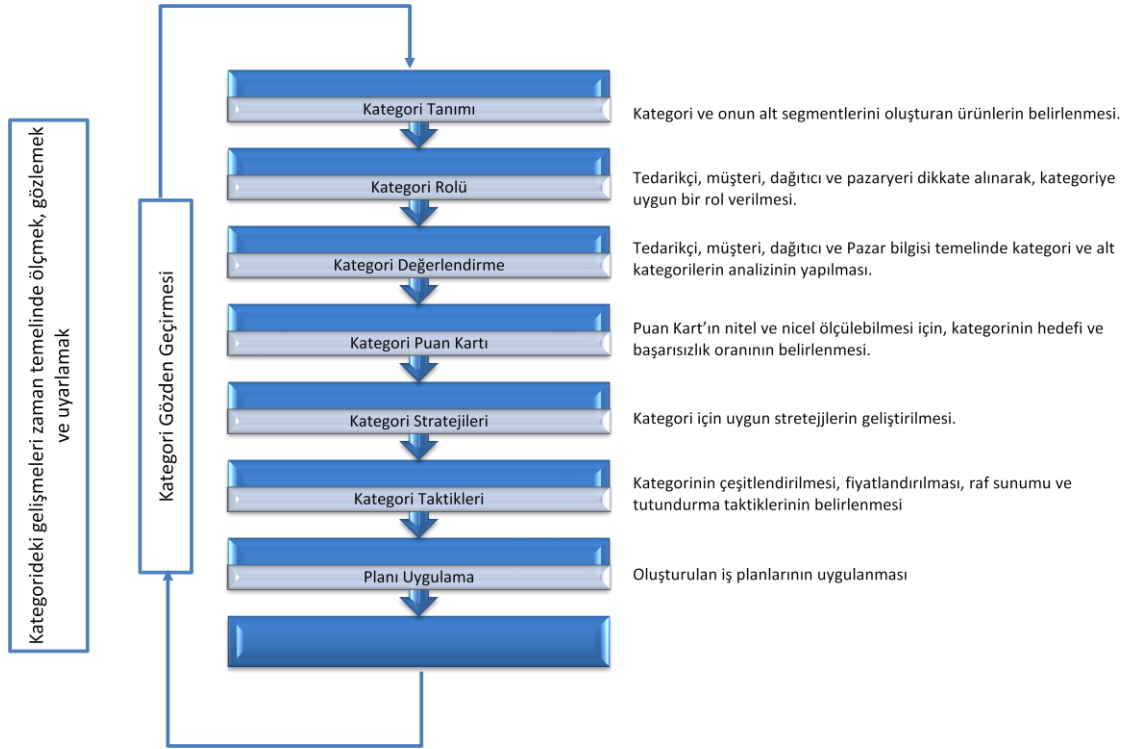 Kategorideki gelişmeleri zaman temelinde ölçmek, gözlemek
ve uyarlamak
Kategori Gözden Geçirmesi
Kategori Tanımı
Kategori ve onun alt segmentlerini oluşturan ürünlerin belirlenmesi.
Kategori Rolü
Tedarikçi, müşteri, dağıtıcı ve pazaryeri dikkate alınarak, kategoriye
uygun bir rol verilmesi.
Kategori Değerlendirme
Tedarikçi, müşteri, dağıtıcı ve Pazar bilgisi temelinde kategori ve alt
kategorilerin analizinin yapılması.
Kategori Puan Kartı
Puan Kart’ın nitel ve nicel ölçülebilmesi için, kategorinin hedefi ve
başarısızlık oranının belirlenmesi.
Kategori Stratejileri
Kategori için uygun stretejjlerin geliştirilmesi.
Kategori Taktikleri
Kategorinin çeşitlendirilmesi, fiyatlandırılması, raf sunumu ve
tutundurma taktiklerinin belirlenmesi
Planı Uygulama
Oluşturulan iş planlarının uygulanması